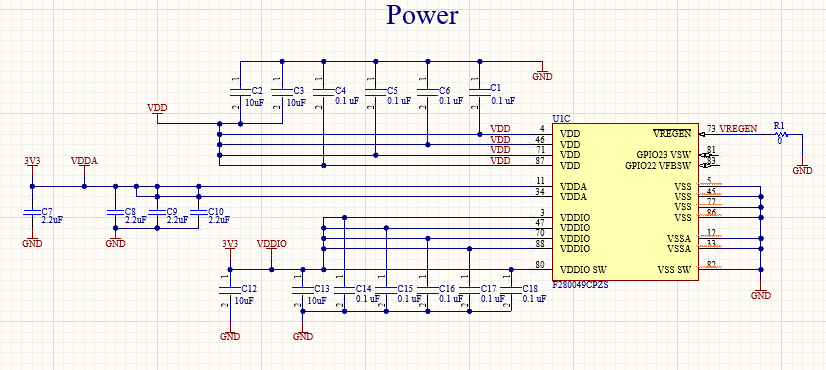 Power
GND
C2 C3 C4 C5 C6 C1
10uF 10uF 0.1 uF 0.1 uF 0.1 uF 0.1 uF
VDD
U1C
VDD 4 VDD VREGEN 73 VREGEN R1 0
VDD 46 VDD
VDD 71 VDD GPIO23 VSW 81
VDD 87 VDD GPIO22 VFBSW 83
GND
3V3 VDDA
11 VDDA VSS 5
34 VDDA VSS 45
VSS 72
3 VDDIO VSS 86
47 VDDIO
70 VDDIO VSSA 12
88 VDDIO VSSA 33
80 VDDIO SW VSS SW 82
C7 C8 C9 C10
2.2uF 2.2uF 2.2uF 2.2uF
GND GND
3V3 VDDIO
C12 C13 C14 C15 C16 C17 C18
10uF 10uF 0.1 uF 0.1 uF 0.1 uF 0.1 uF 0.1 uF
F280049CPZS
GND
GND GND